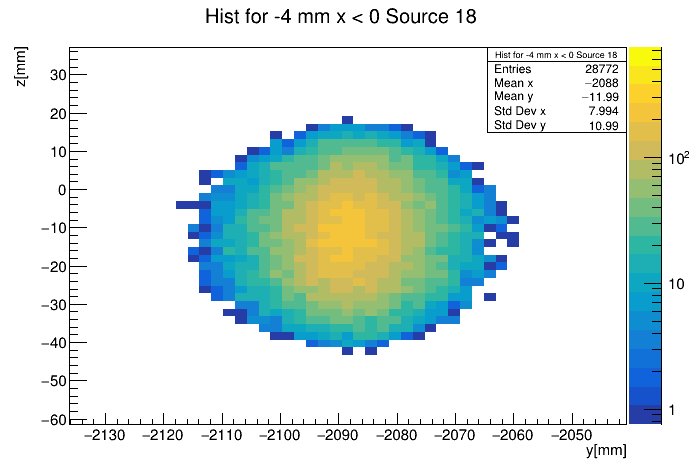 Hist for -4 mm x < 0 Source 18
z[mm]
Hist for -4 mm x < 0 Source 18
Entries 28772
Mean x −2088
Mean y −11.99
Std Dev x 7.994
Std Dev y 10.99
30
20
10
0
−10
−20
−30
−40
−50
−60
10²
10
1
−2130 −2120 −2110 −2100 −2090 −2080 −2070 −2060 −2050
y[mm]